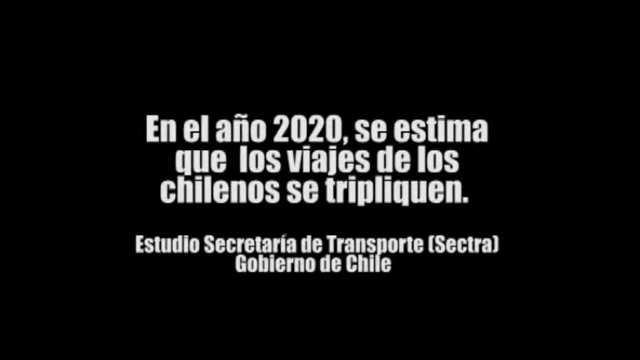 En el año 2020, se estima
que los viajes de los
chilenos se tripliquen.
Estudio Secretaría de Transporte (Sectra)
Gobierno de Chile